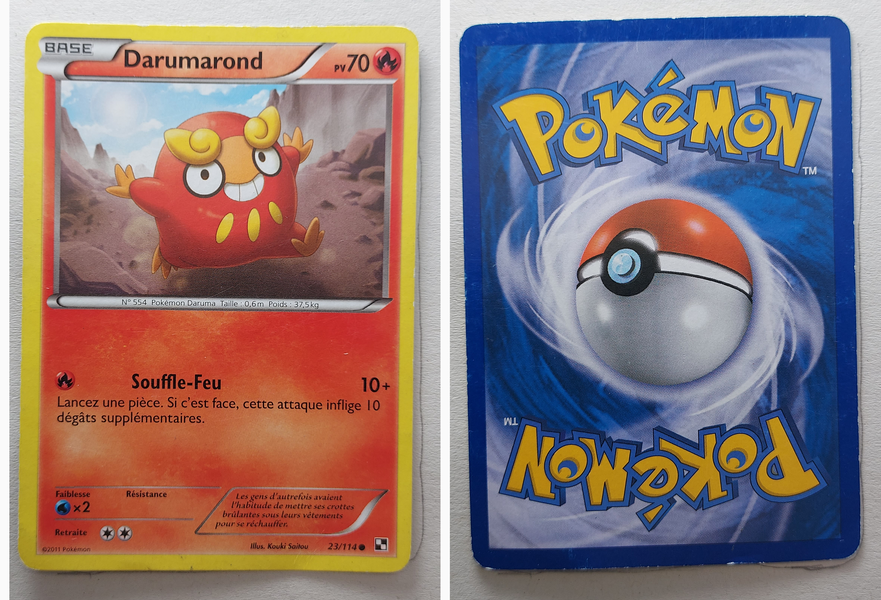 BASE
Darumarond
PV70
N° 554 Pokémon Daruma Taille : 0,6m Poids : 37,5kg
Souffle-Feu 10+
Lancez une pièce. Si c'est face, cette attaque inflige 10
dégâts supplémentaires.
Faiblesse Résistance
×2
Les gens d'autrefois avaient
l'habitude de mettre ses crottes
brûlantes sous leurs vêtements
pour se réchauffer.
Retraite
©2011 Pokémon
Illus. Kouki Saitou
23/114
POKéMON
TM
TM
POKéMON